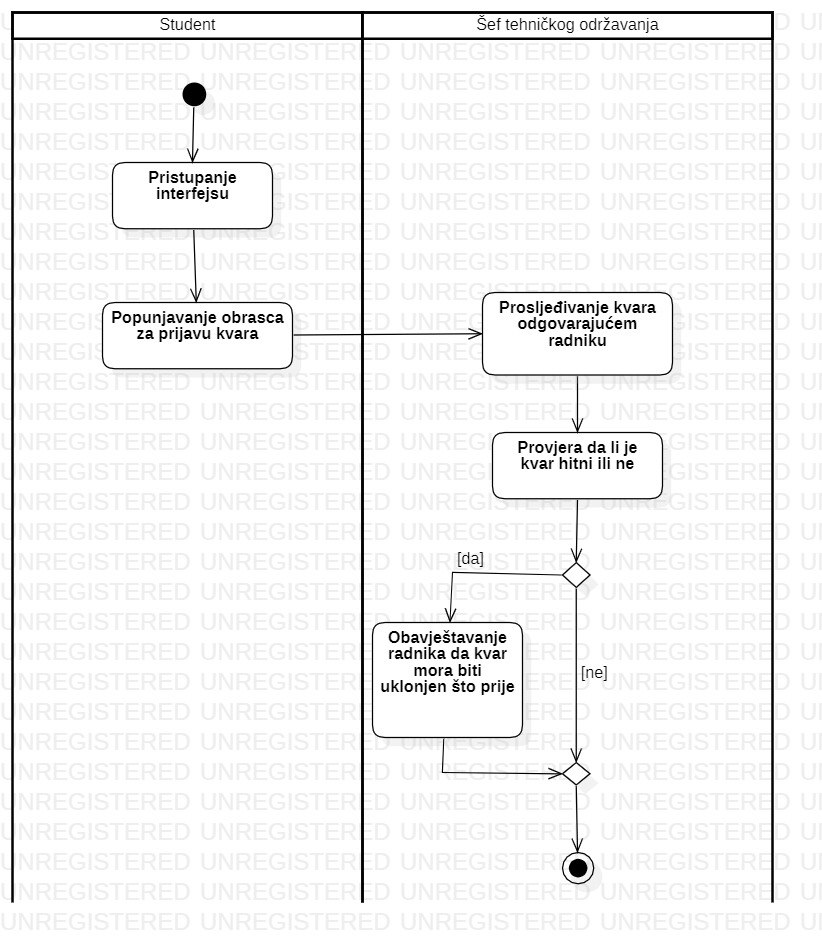 Student
Šef tehničkog održavanja
Pristupanje
interfejsu
Popunjavanje obrasca
za prijavu kvara
Prosljeđivanje kvara
odgovarajućem
radniku
Provjera da li je
kvar hitni ili ne
[da]
Obavještavanje
radnika da kvar
mora biti
uklonjen što prije
[ne]
UNREGISTERED UNREGISTERED UNREGISTERED UNREGISTERED